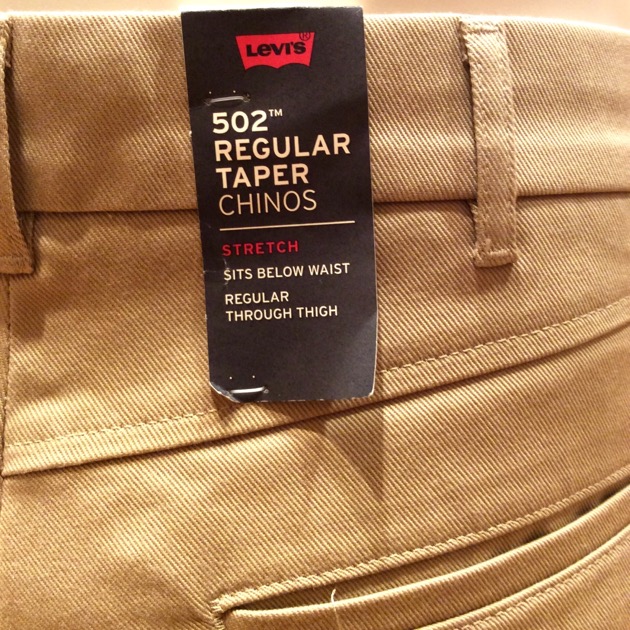 LEVI'S®
502™
REGULAR
TAPER
CHINOS
STRETCH
SITS BELOW WAIST
REGULAR
THROUGH THIGH